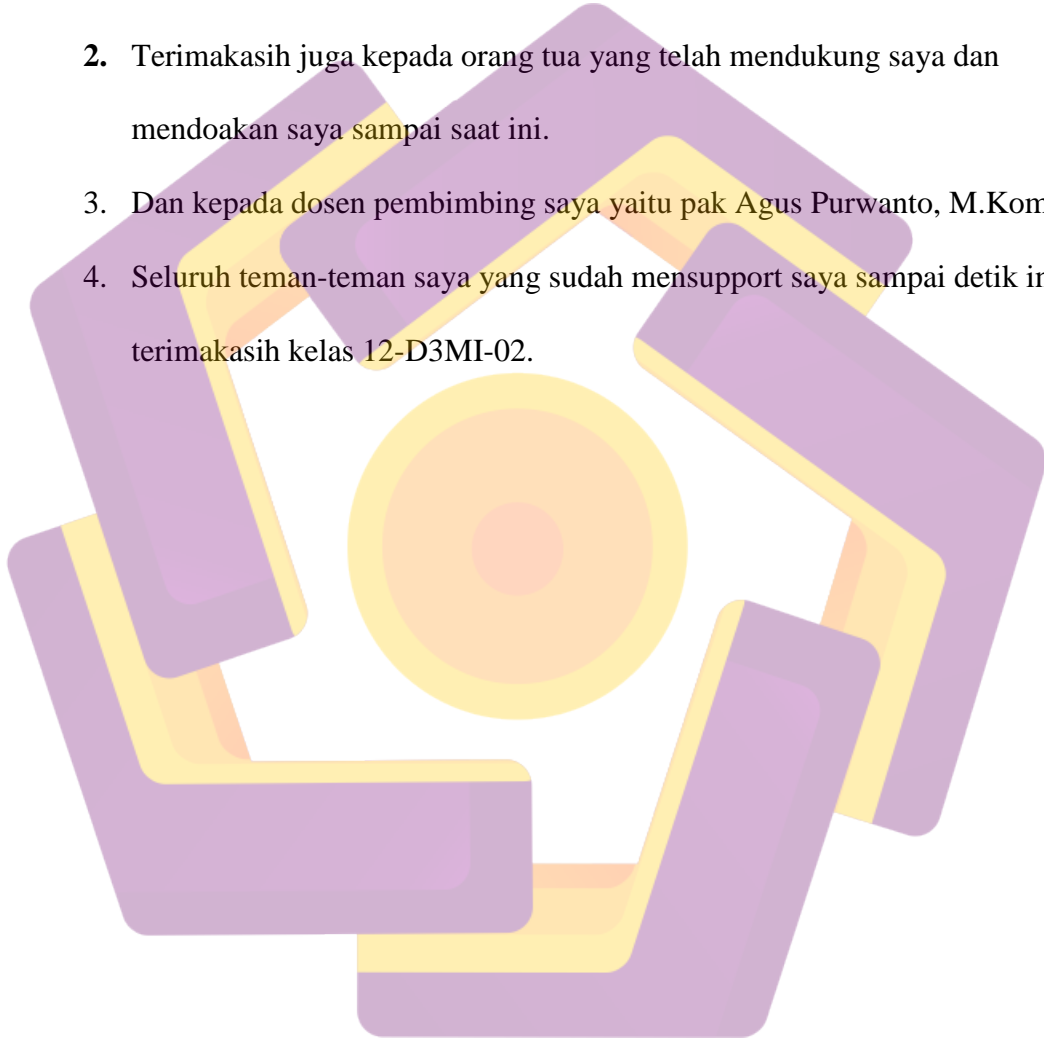 2. Terimakasih juga kepada orang tua yang telah mendukung saya dan
mendoakan saya sampai saat ini.
3. Dan kepada dosen pembimbing saya yaitu pak Agus Purwanto, M.Kom
4. Seluruh teman-teman saya yang sudah mensupport saya sampai detik
terimakasih kelas 12-D3MI-02.